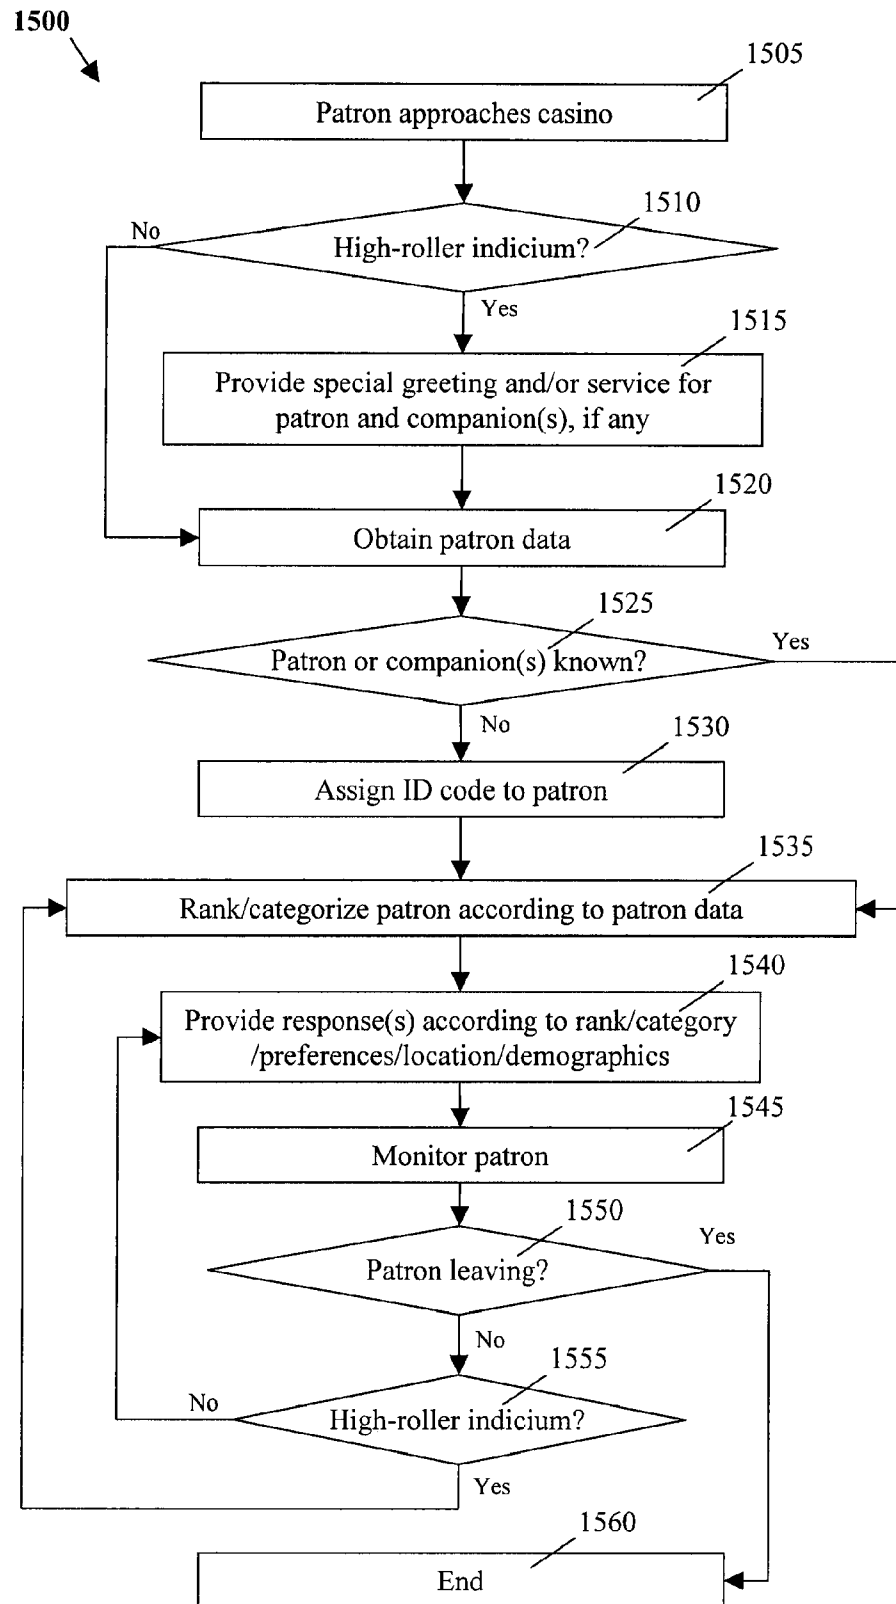 1500
1505
Patron approaches casino
1510
No
High-roller indicium?
Yes
1515
Provide special greeting and/or service for
patron and companion(s), if any
1520
Obtain patron data
1525
Yes
Patron or companion(s) known?
No
1530
Assign ID code to patron
1535
Rank/categorize patron according to patron data
1540
Provide response(s) according to rank/category
/preferences/location/demographics
1545
Monitor patron
1550
Yes
Patron leaving?
No
1555
No
High-roller indicium?
Yes
1560
End